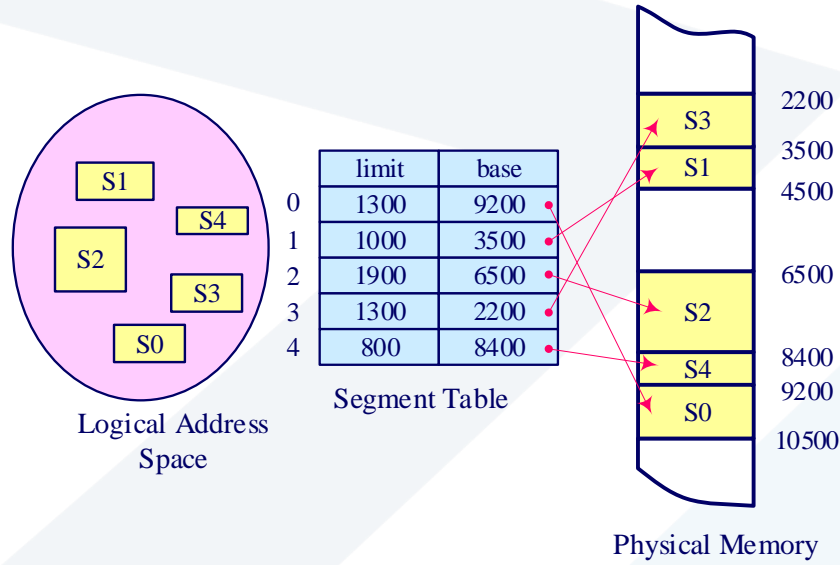 S1
S4
S2
S3
S0
Logical Address
Space
limit base
0 1300 9200
1 1000 3500
2 1900 6500
3 1300 2200
4 800 8400
Segment Table
2200
S3
3500
S1
4500
6500
S2
8400
S4
9200
S0
10500
Physical Memory